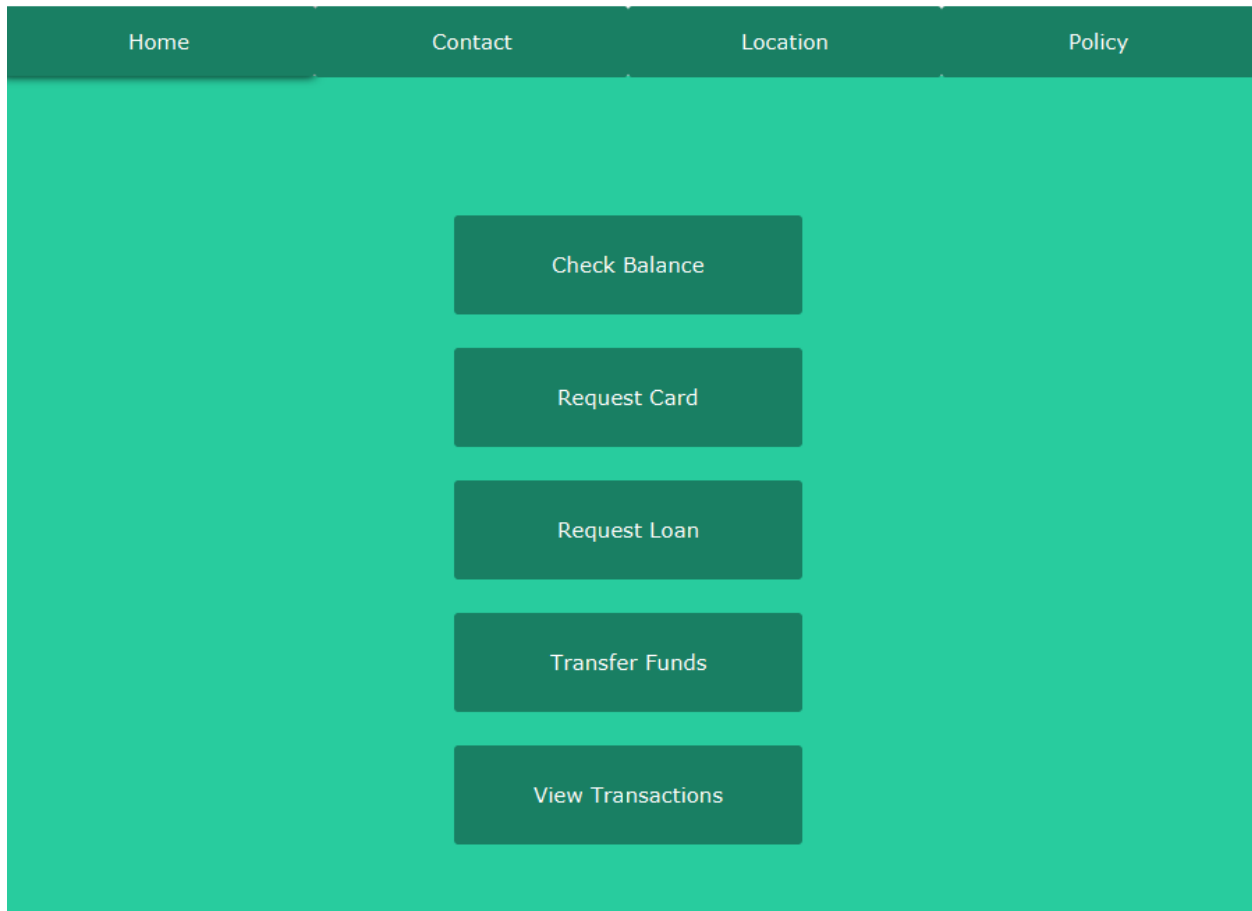 Home Contact Location Policy
Check Balance
Request Card
Request Loan
Transfer Funds
View Transactions